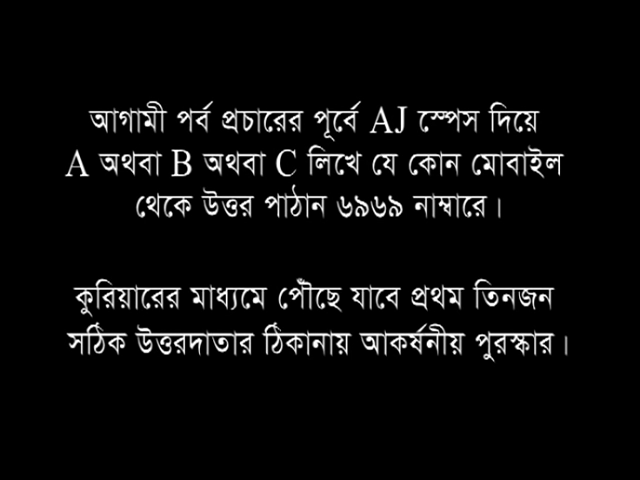 আগামী পর্ব প্রচারের পূর্বে AJ স্পেস দিয়ে
A অথবা B অথবা C লিখে যে কোন মোবাইল
থেকে উত্তর পাঠান ৬৯৬৯ নাম্বারে।
কুরিয়ারের মাধ্যমে পৌঁছে যাবে প্রথম তিনজন
সঠিক উত্তরদাতার ঠিকানায় আকর্ষনীয় পুরস্কার।